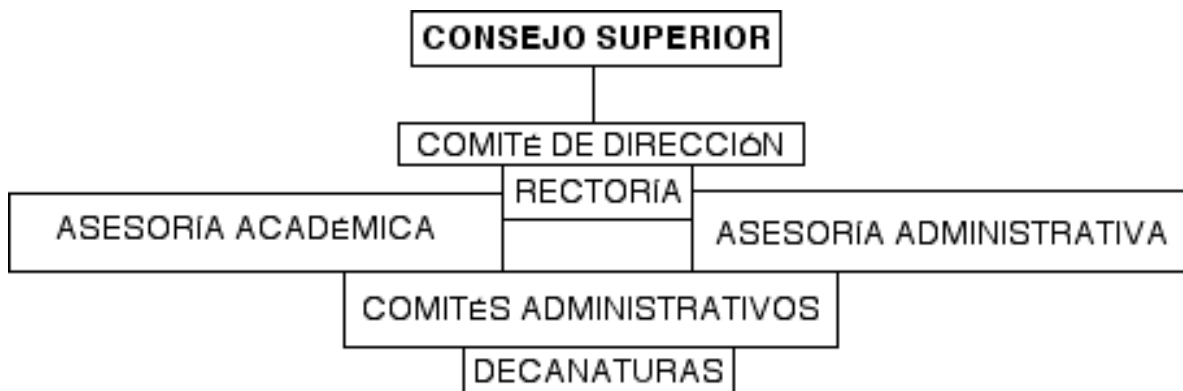 CONSEJO SUPERIOR
COMITÉ DE DIRECCIÓN
RECTORÍA
ASESORÍA ACADÉMICA
ASESORÍA ADMINISTRATIVA
COMITÉS ADMINISTRATIVOS
DECANATURAS